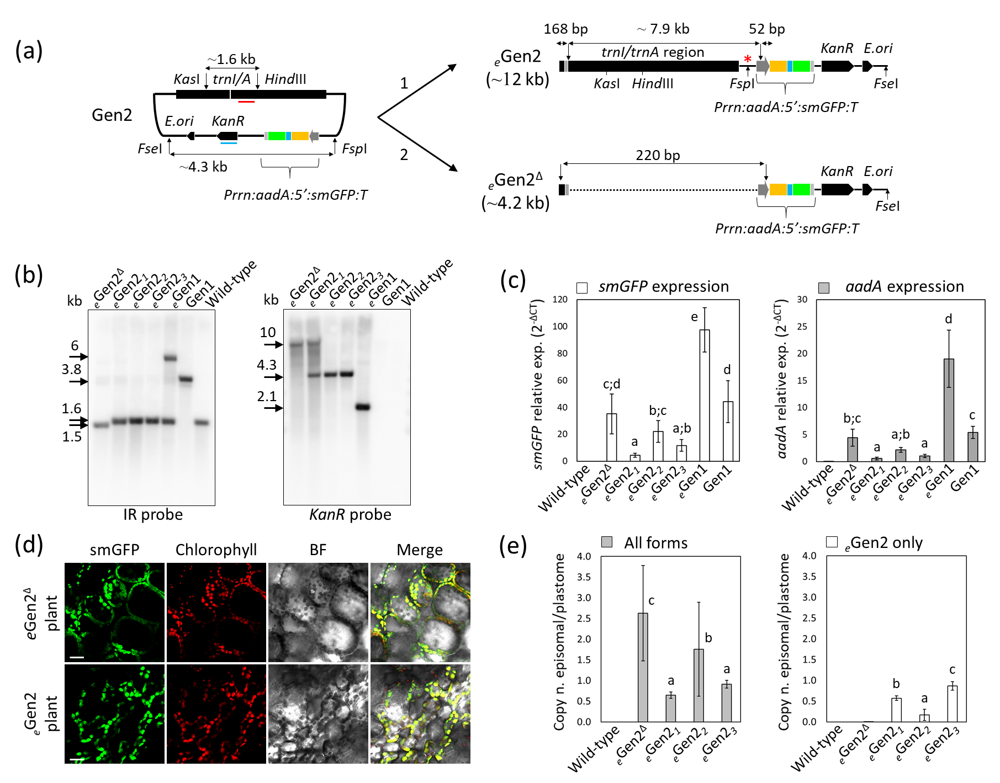 (a)
Gen2
~1.6 kb
KasI trnI/A HindIII
E.ori KanR
FseI FspI
~4.3 kb
Prrn:aadA:5':smGFP:T
1
2
168 bp ~ 7.9 kb 52 bp
eGen2
(~12 kb)
trnI/trnA region
*
KanR E.ori
KasI HindIII FspI FseI
Prrn:aadA:5':smGFP:T
220 bp
eGen2Δ
(~4.2 kb)
KanR E.ori
FseI
Prrn:aadA:5':smGFP:T
(b)
kb
eGen2Δ
eGen21
eGen22
eGen23
eGen1
Gen1
Wild-type
6
3.8
1.6
1.5
IR probe
kb
eGen2Δ
eGen21
eGen22
eGen23
eGen1
Gen1
Wild-type
10
4.3
2.1
KanR probe
(c)
smGFP expression
smGFP relative exp. (2-ΔCT)
120
100
80
60
40
20
0
c;d
a
b;c
a;b
e
d
Wild-type
eGen2Δ
eGen21
eGen22
eGen23
eGen1
Gen1
aadA expression
aadA relative exp. (2-ΔCT)
30
25
20
15
10
5
0
b;c
a
a;b
a
d
c
Wild-type
eGen2Δ
eGen21
eGen22
eGen23
eGen1
Gen1
(d)
smGFP Chlorophyll BF Merge
eGen2Δ
plant
eGen2
plant
(e)
All forms
Copy n. episomal/plastome
4.0
3.5
3.0
2.5
2.0
1.5
1.0
0.5
0.0
c
a
b
a
Wild-type
eGen2Δ
eGen21
eGen22
eGen23
eGen2 only
Copy n. episomal/plastome
4.0
3.5
3.0
2.5
2.0
1.5
1.0
0.5
0.0
b
a
c
Wild-type
eGen2Δ
eGen21
eGen22
eGen23